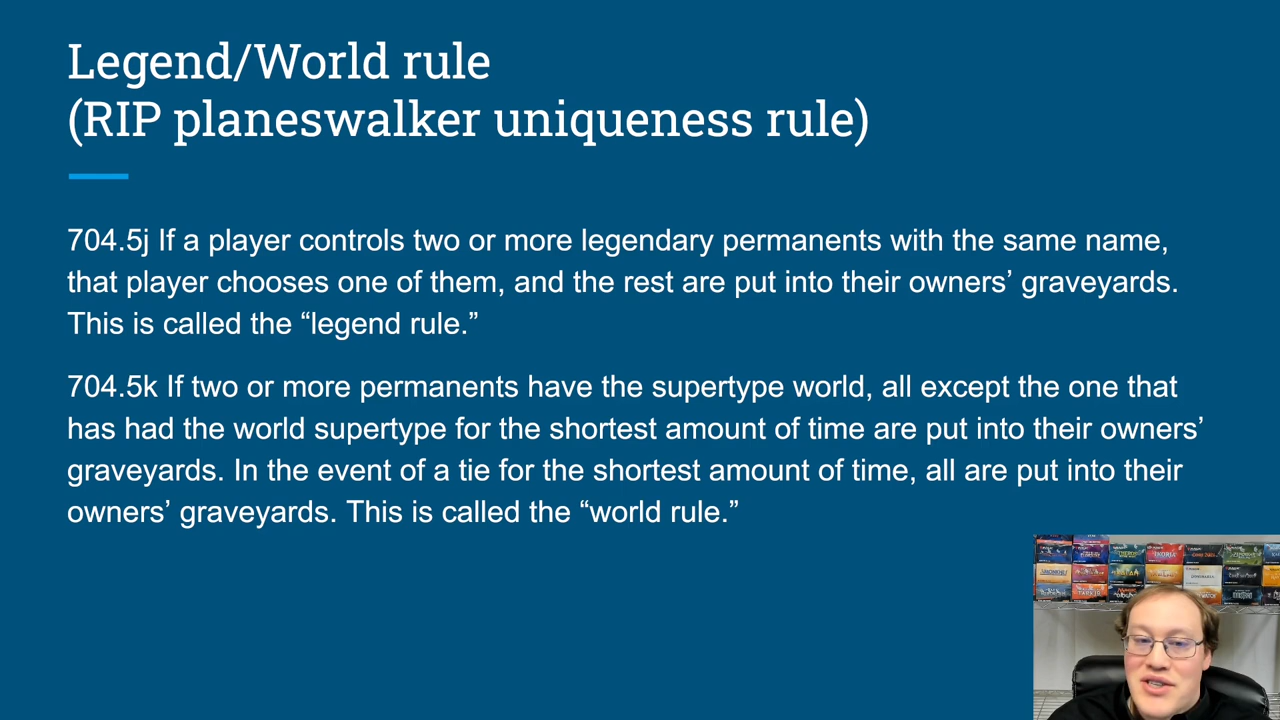 Legend/World rule
(RIP planeswalker uniqueness rule)
704.5j If a player controls two or more legendary permanents with the same name,
that player chooses one of them, and the rest are put into their owners’ graveyards.
This is called the “legend rule.”
704.5k If two or more permanents have the supertype world, all except the one that
has had the world supertype for the shortest amount of time are put into their owners’
graveyards. In the event of a tie for the shortest amount of time, all are put into their
owners’ graveyards. This is called the “world rule.”